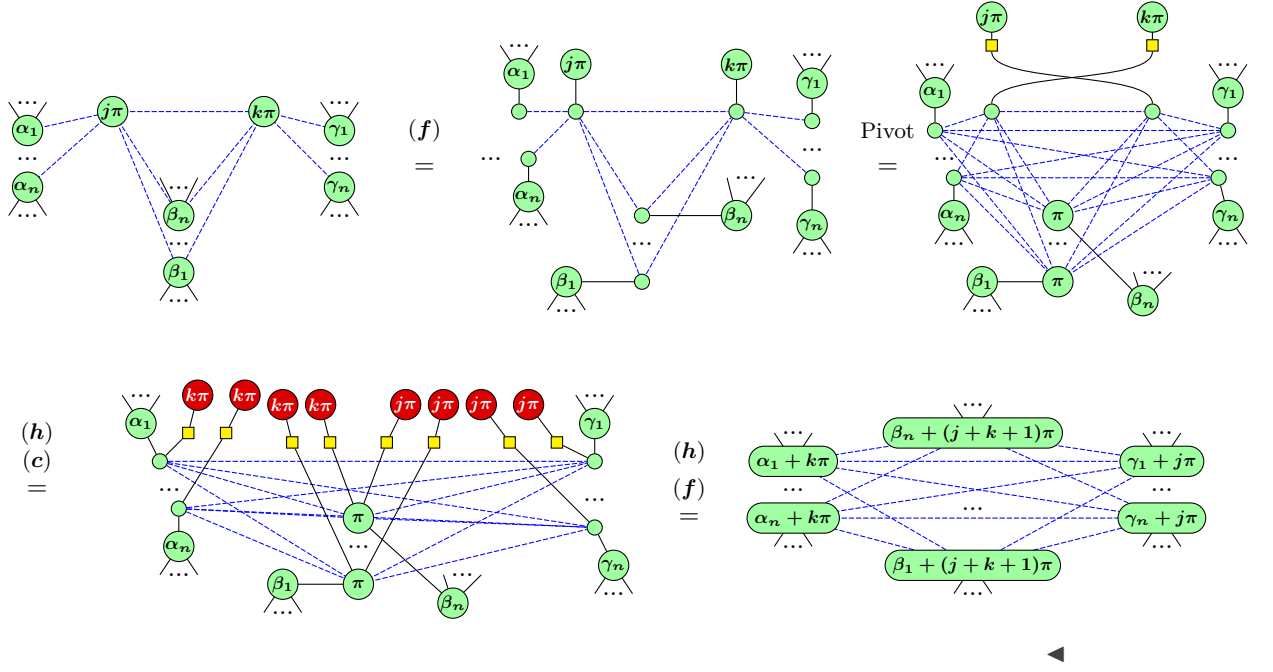 α₁ ... jπ kπ ... γ₁
... ...
αₙ ... βₙ ... γₙ ...
...
β₁ ...
(f)
=
... α₁ jπ kπ ... γ₁
... ... αₙ ... βₙ ... ...
... γₙ ...
β₁ ...
Pivot
=
jπ kπ
... α₁ ... γ₁
... ...
αₙ ... π γₙ ...
...
β₁ ... π ... βₙ
(h)
(c)
=
... α₁ kπ kπ kπ kπ jπ jπ jπ jπ ... γ₁
... ...
αₙ ... π γₙ ...
...
β₁ ... π ... βₙ
(h)
(f)
=
...
βₙ + (j + k + 1)π
... ...
α₁ + kπ γ₁ + jπ
... ... ...
αₙ + kπ γₙ + jπ
... ...
β₁ + (j + k + 1)π
...
◀